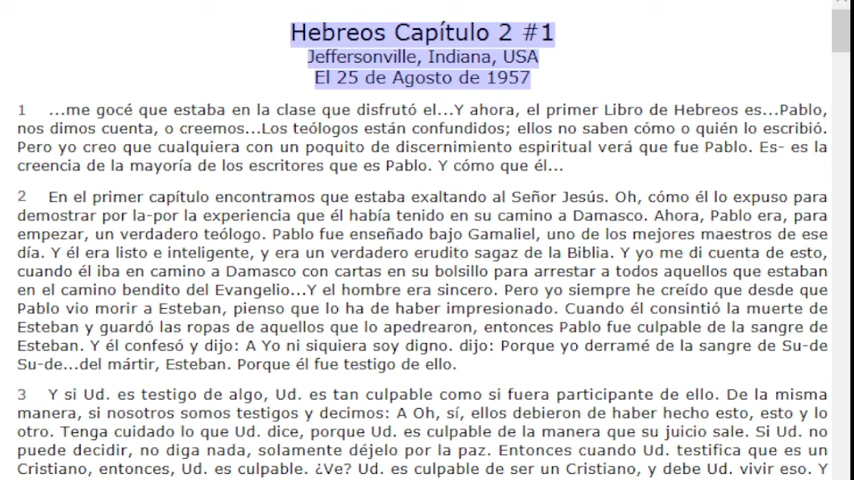 Hebreos Capítulo 2 #1
Jeffersonville, Indiana, USA
El 25 de Agosto de 1957
1 ...me gocé que estaba en la clase que disfrutó el...Y ahora, el primer Libro de Hebreos es...Pablo,
nos dimos cuenta, o creemos...Los teólogos están confundidos; ellos no saben cómo o quién lo escribió.
Pero yo creo que cualquiera con un poquito de discernimiento espiritual verá que fue Pablo. Es- es la
creencia de la mayoría de los escritores que es Pablo. Y cómo que él...
2 En el primer capítulo encontramos que estaba exaltando al Señor Jesús. Oh, cómo él lo expuso para
demostrar por la-por la experiencia que él había tenido en su camino a Damasco. Ahora, Pablo era, para
empezar, un verdadero teólogo. Pablo fue enseñado bajo Gamaliel, uno de los mejores maestros de ese
día. Y él era listo e inteligente, y era un verdadero erudito sagaz de la Biblia. Y yo me di cuenta de esto,
cuando él iba en camino a Damasco con cartas en su bolsillo para arrestar a todos aquellos que estaban
en el camino bendito del Evangelio...Y el hombre era sincero. Pero yo siempre he creído que desde que
Pablo vio morir a Esteban, pienso que lo ha de haber impresionado. Cuando él consintió la muerte de
Esteban y guardó las ropas de aquellos que lo apedrearon, entonces Pablo fue culpable de la sangre de
Esteban. Y él confesó y dijo: A Yo ni siquiera soy digno. dijo: Porque yo derramé de la sangre de Su-de
Su-de...del mártir, Esteban. Porque él fue testigo de ello.
3 Y si Ud. es testigo de algo, Ud. es tan culpable como si fuera participante de ello. De la misma
manera, si nosotros somos testigos y decimos: A Oh, sí, ellos debieron de haber hecho esto, esto y lo
otro. Tenga cuidado lo que Ud. dice, porque Ud. es culpable de la manera que su juicio sale. Si Ud. no
puede decidir, no diga nada, solamente déjelo por la paz. Entonces cuando Ud. testifica que es un
Cristiano, entonces, Ud. es culpable. ¿Ve? Ud. es culpable de ser un Cristiano, y debe Ud. vivir eso. Y